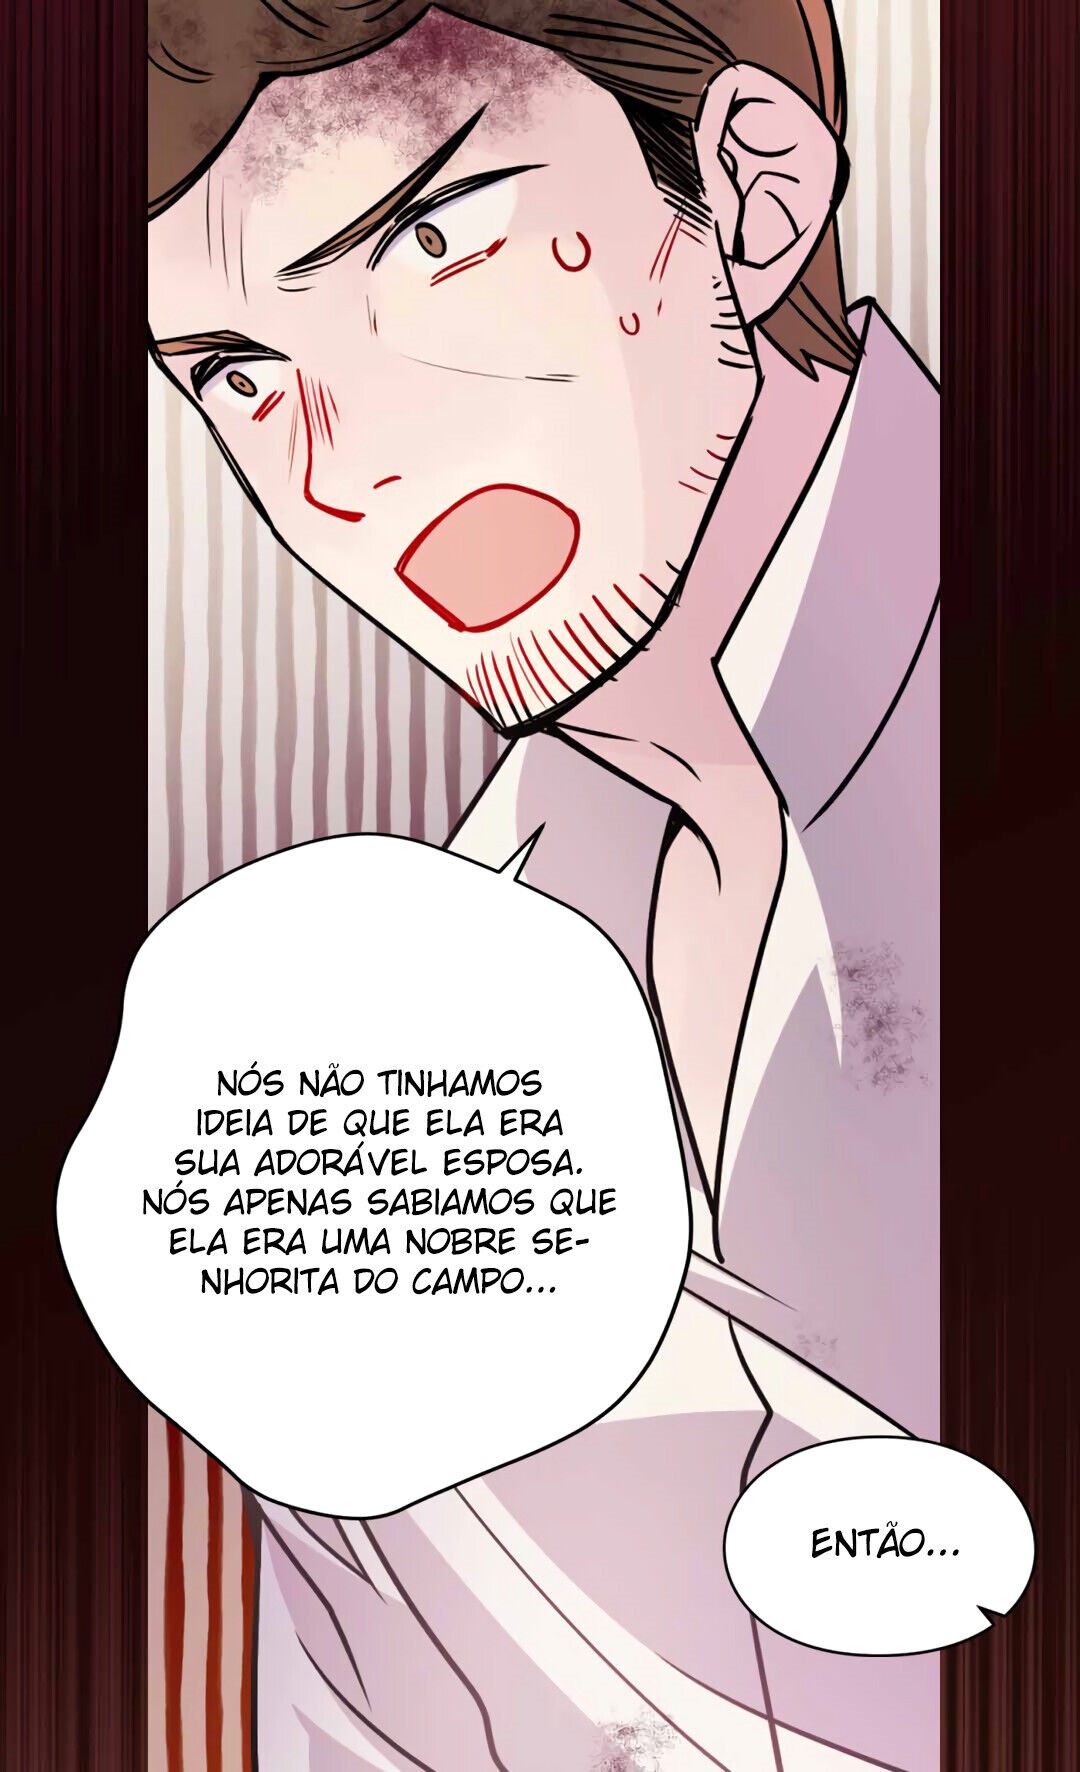 NÓS NÃO TINHAMOS
IDEIA DE QUE ELA ERA
SUA ADORÁVEL ESPOSA.
NÓS APENAS SABIAMOS QUE
ELA ERA UMA NOBRE SE-
NHORITA DO CAMPO...
ENTÃO...